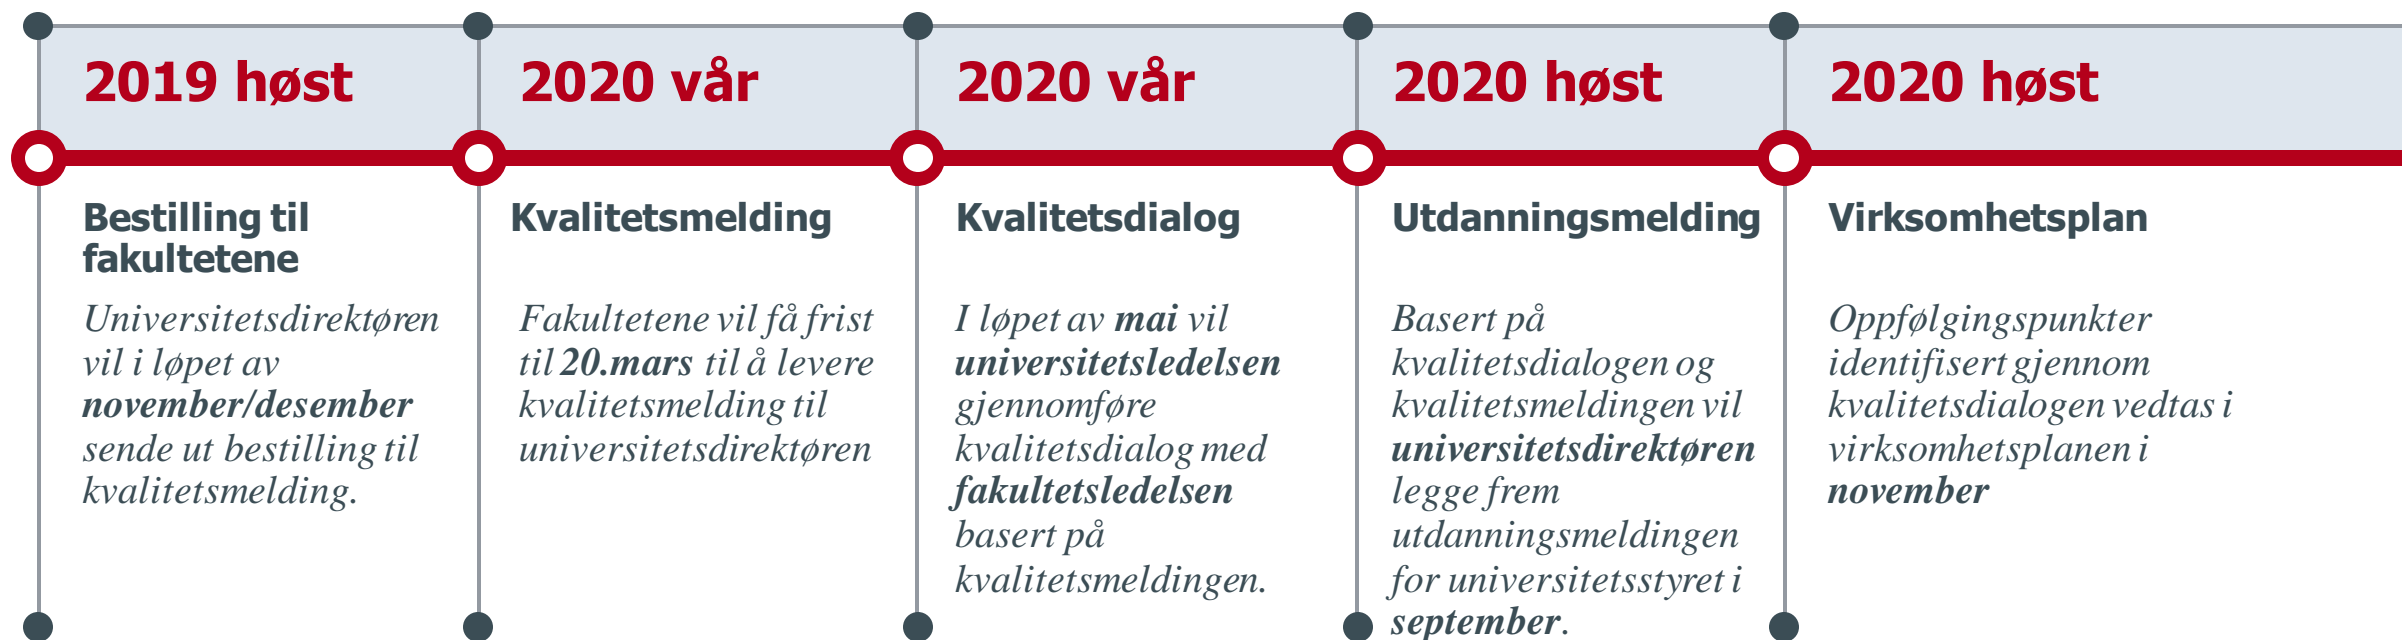 2019 høst
Bestilling til
fakultetene
Universitetsdirektøren
vil i løpet av
november/desember
sende ut bestilling til
kvalitetsmelding.
2020 vår
Kvalitetsmelding
Fakultetene vil få frist
til 20.mars til å levere
kvalitetsmelding til
universitetsdirektøren
2020 vår
Kvalitetsdialog
I løpet av mai vil
universitetsledelsen
gjennomføre
kvalitetsdialog med
fakultetsledelsen
basert på
kvalitetsmeldingen.
2020 høst
Utdanningsmelding
Basert på
kvalitetsdialogen og
kvalitetsmeldingen vil
universitetsdirektøren
legge frem
utdanningsmeldingen
for universitetsstyret i
september.
2020 høst
Virksomhetsplan
Oppfølgingspunkter
identifisert gjennom
kvalitetsdialogen vedtas i
virksomhetsplanen i
november